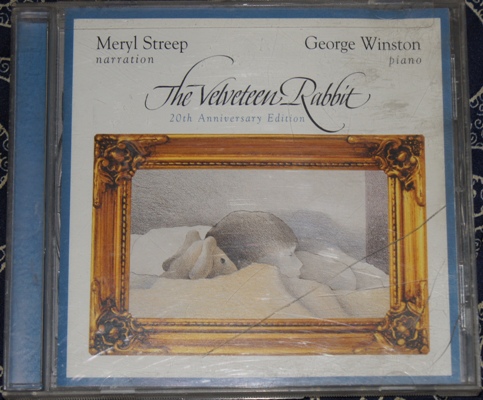 Meryl Streep George Winston
narration piano
The Velveteen Rabbit
20th Anniversary Edition